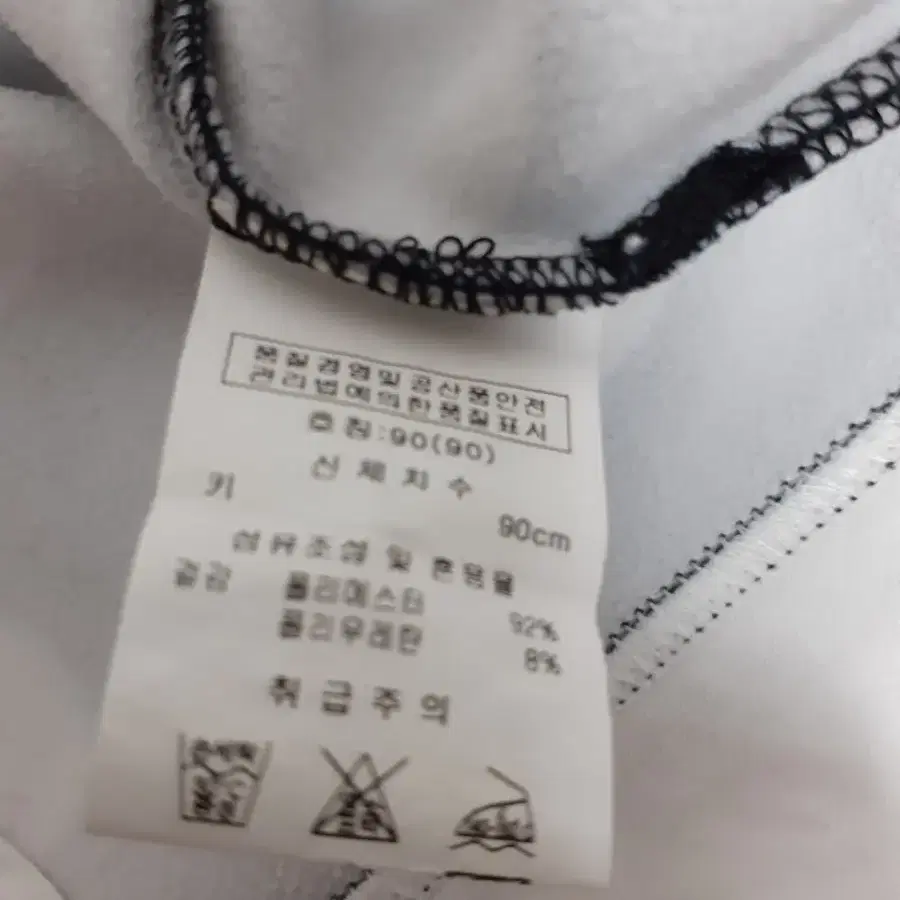 품질경영및 공산품안전
관리법에의한품질표시
호 칭:90(90)
신 체 치 수
키 90cm
섬유조성 및 혼용율
겉감 폴리에스터 92%
폴리우레탄 8%
취 급 주 의